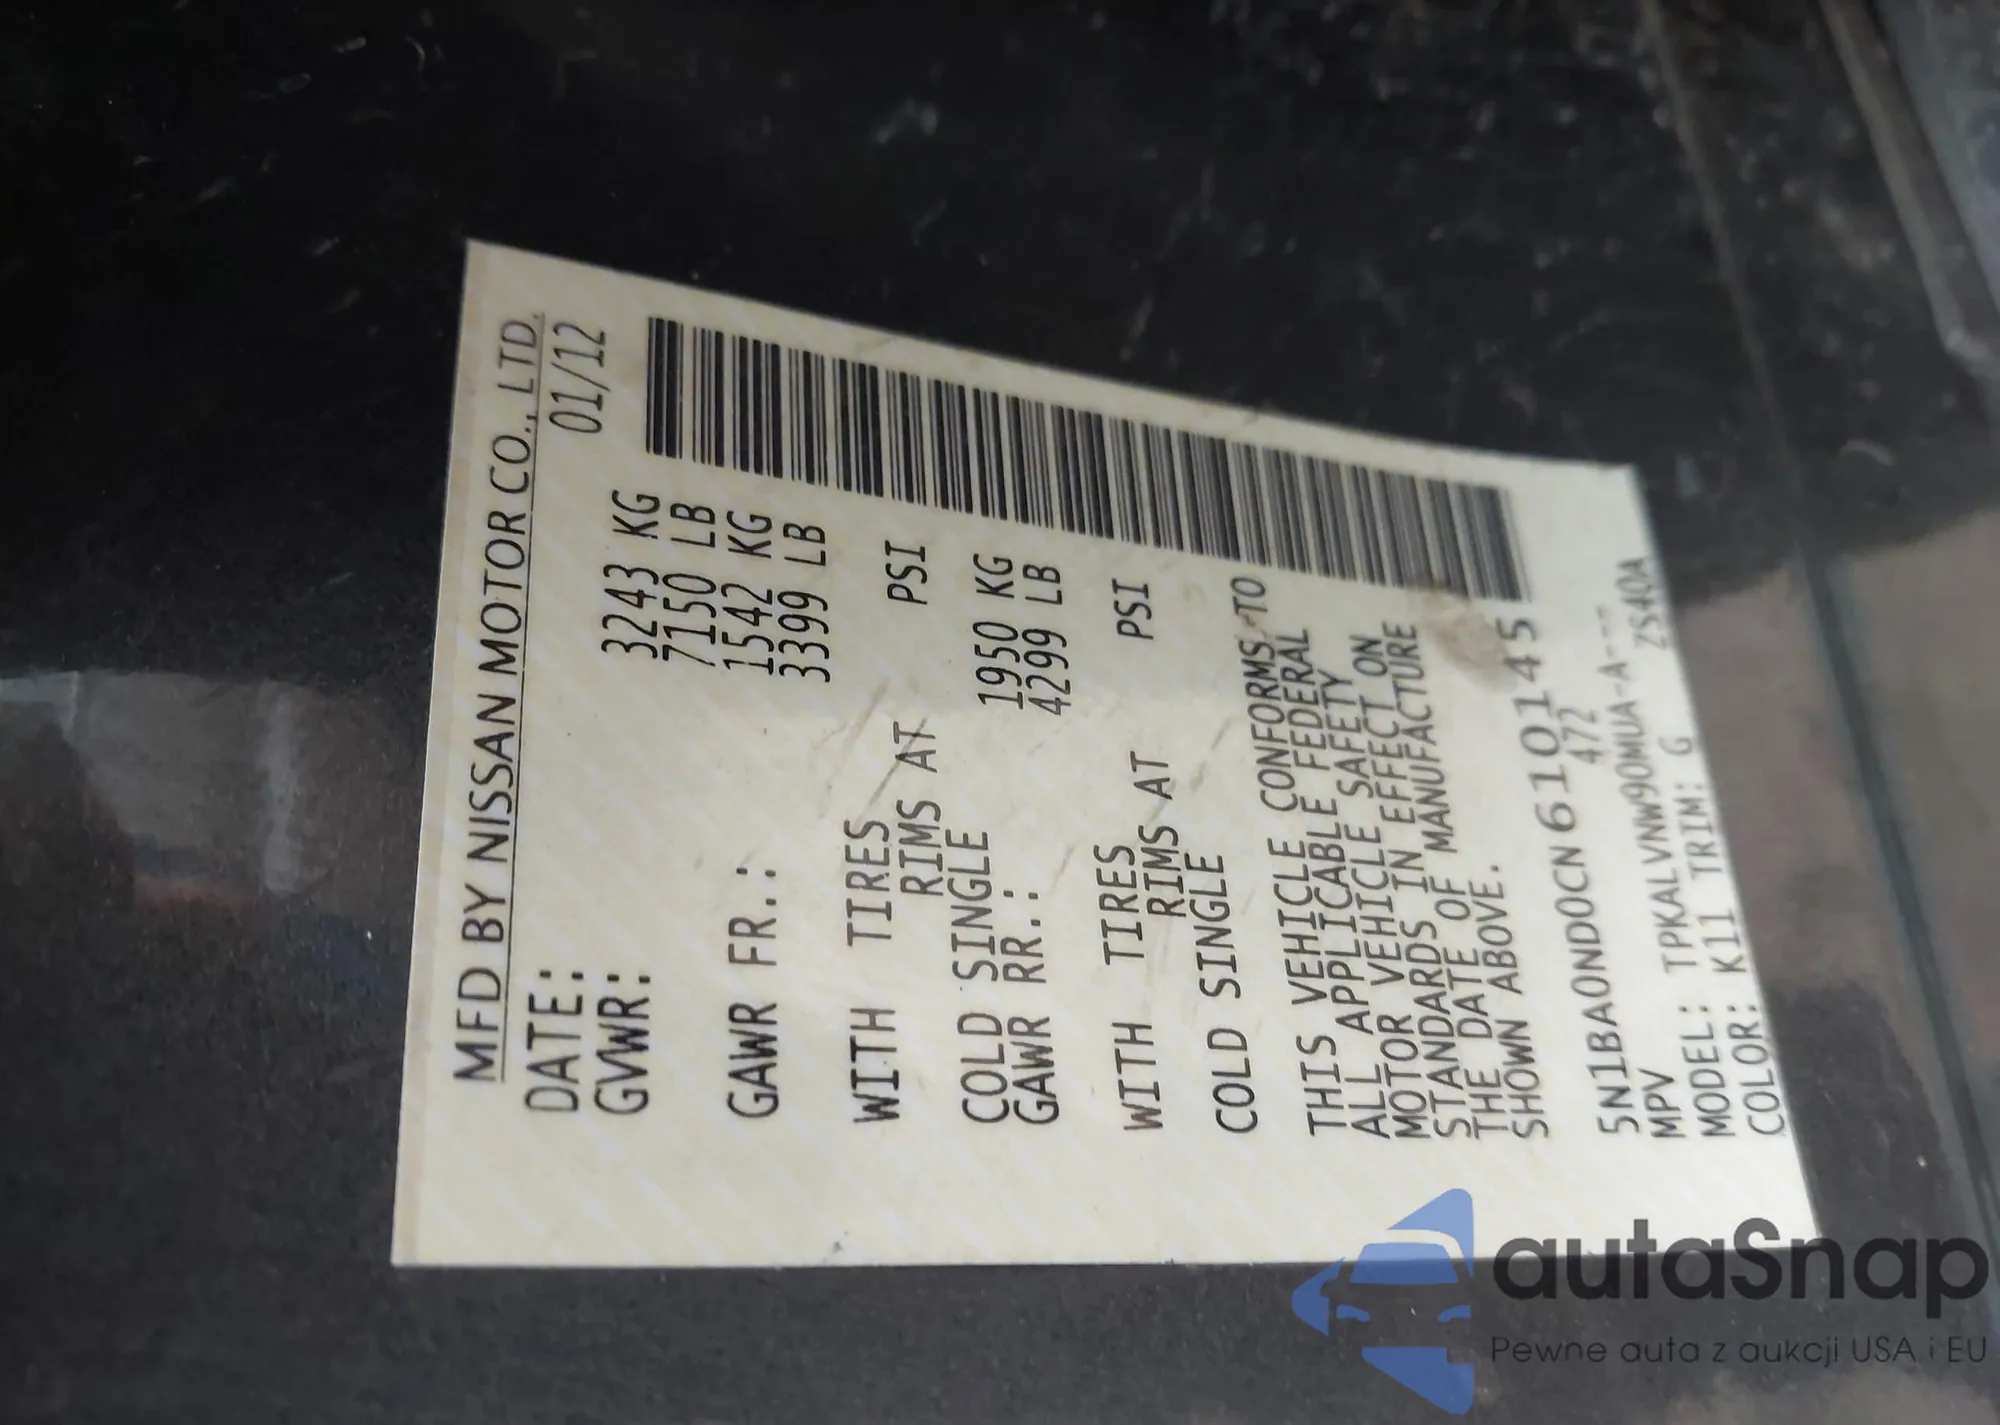 MFD BY NISSAN MOTOR CO., LTD.
DATE: 01/12
GVWR: 3243 KG
7150 LB
GAWR FR.: 1542 KG
3399 LB
WITH TIRES
RIMS AT PSI
COLD SINGLE
GAWR RR.: 1950 KG
4299 LB
WITH TIRES
RIMS AT PSI
COLD SINGLE
THIS VEHICLE CONFORMS TO
ALL APPLICABLE FEDERAL
MOTOR VEHICLE SAFETY
STANDARDS IN EFFECT ON
THE DATE OF MANUFACTURE
SHOWN ABOVE.
5N1BA0ND0CN610145
MPV 472
MODEL: TPKALVNW90MUA-A---
COLOR: K11 TRIM: G ZS40A
autaSnap
Pewne auta z aukcji USA i EU